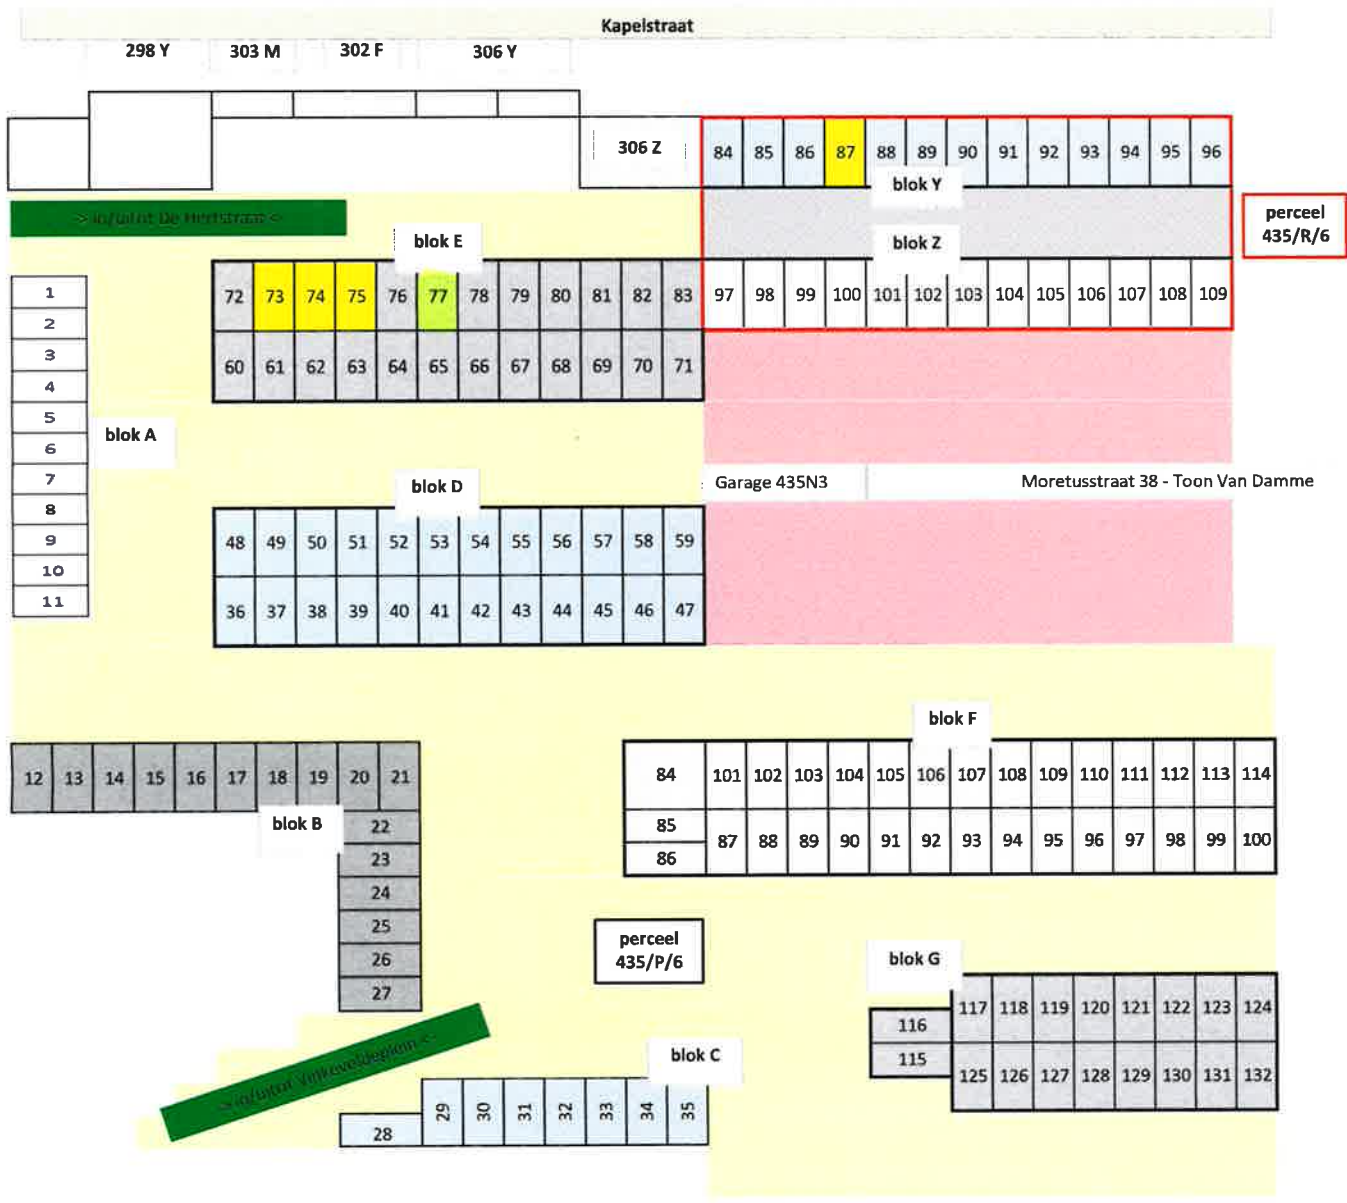 Kapelstraat
298 Y 303 M 302 F 306 Y
306 Z
84 85 86 87 88 89 90 91 92 93 94 95 96
blok Y
> in/uitrit De Hertstraat <
perceel
435/R/6
blok E
blok Z
72 73 74 75 76 77 78 79 80 81 82 83
97 98 99 100 101 102 103 104 105 106 107 108 109
60 61 62 63 64 65 66 67 68 69 70 71
1
2
3
4
5
6
7
8
9
10
11
blok A
blok D
Garage 435N3
Moretusstraat 38 - Toon Van Damme
48 49 50 51 52 53 54 55 56 57 58 59
36 37 38 39 40 41 42 43 44 45 46 47
blok F
12 13 14 15 16 17 18 19 20 21
blok B
22
23
24
25
26
27
84 101 102 103 104 105 106 107 108 109 110 111 112 113 114
85
86
87 88 89 90 91 92 93 94 95 96 97 98 99 100
perceel
435/P/6
blok G
117 118 119 120 121 122 123 124
116
115
125 126 127 128 129 130 131 132
blok C
28
29 30 31 32 33 34 35